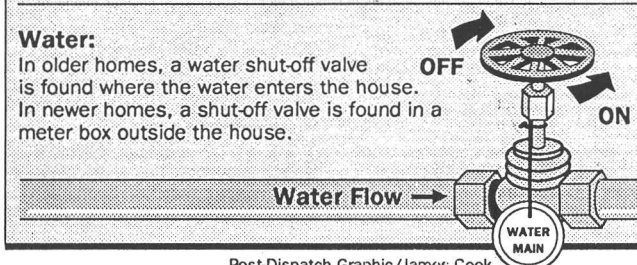 Water:
In older homes, a water shut-off valve
is found where the water enters the house.
In newer homes, a shut-off valve is found in a
meter box outside the house.
OFF
ON
Water Flow
WATER
MAIN
Post Dispatch Graphic/ Cook